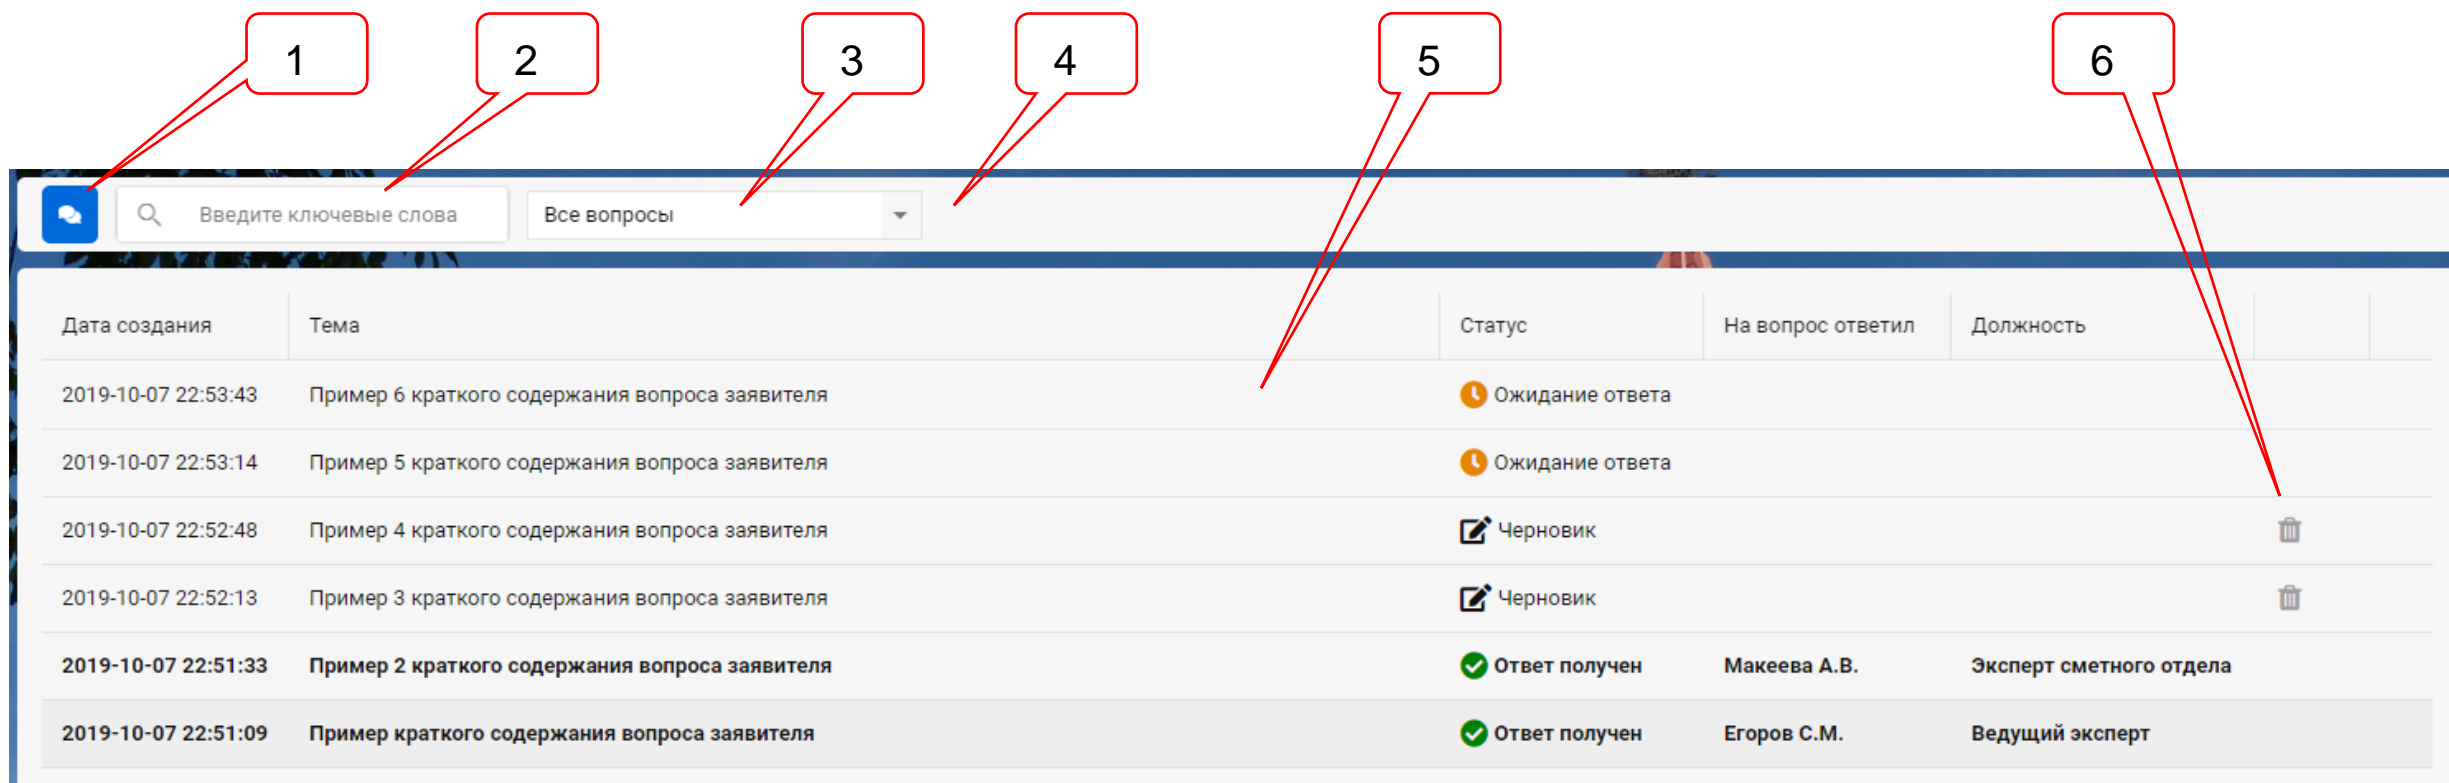 1 2 3 4 5 6
Введите ключевые слова Все вопросы
Дата создания Тема Статус На вопрос ответил Должность
2019-10-07 22:53:43 Пример 6 краткого содержания вопроса заявителя Ожидание ответа
2019-10-07 22:53:14 Пример 5 краткого содержания вопроса заявителя Ожидание ответа
2019-10-07 22:52:48 Пример 4 краткого содержания вопроса заявителя Черновик
2019-10-07 22:52:13 Пример 3 краткого содержания вопроса заявителя Черновик
2019-10-07 22:51:33 Пример 2 краткого содержания вопроса заявителя Ответ получен Макеева А.В. Эксперт сметного отдела
2019-10-07 22:51:09 Пример краткого содержания вопроса заявителя Ответ получен Егоров С.М. Ведущий эксперт